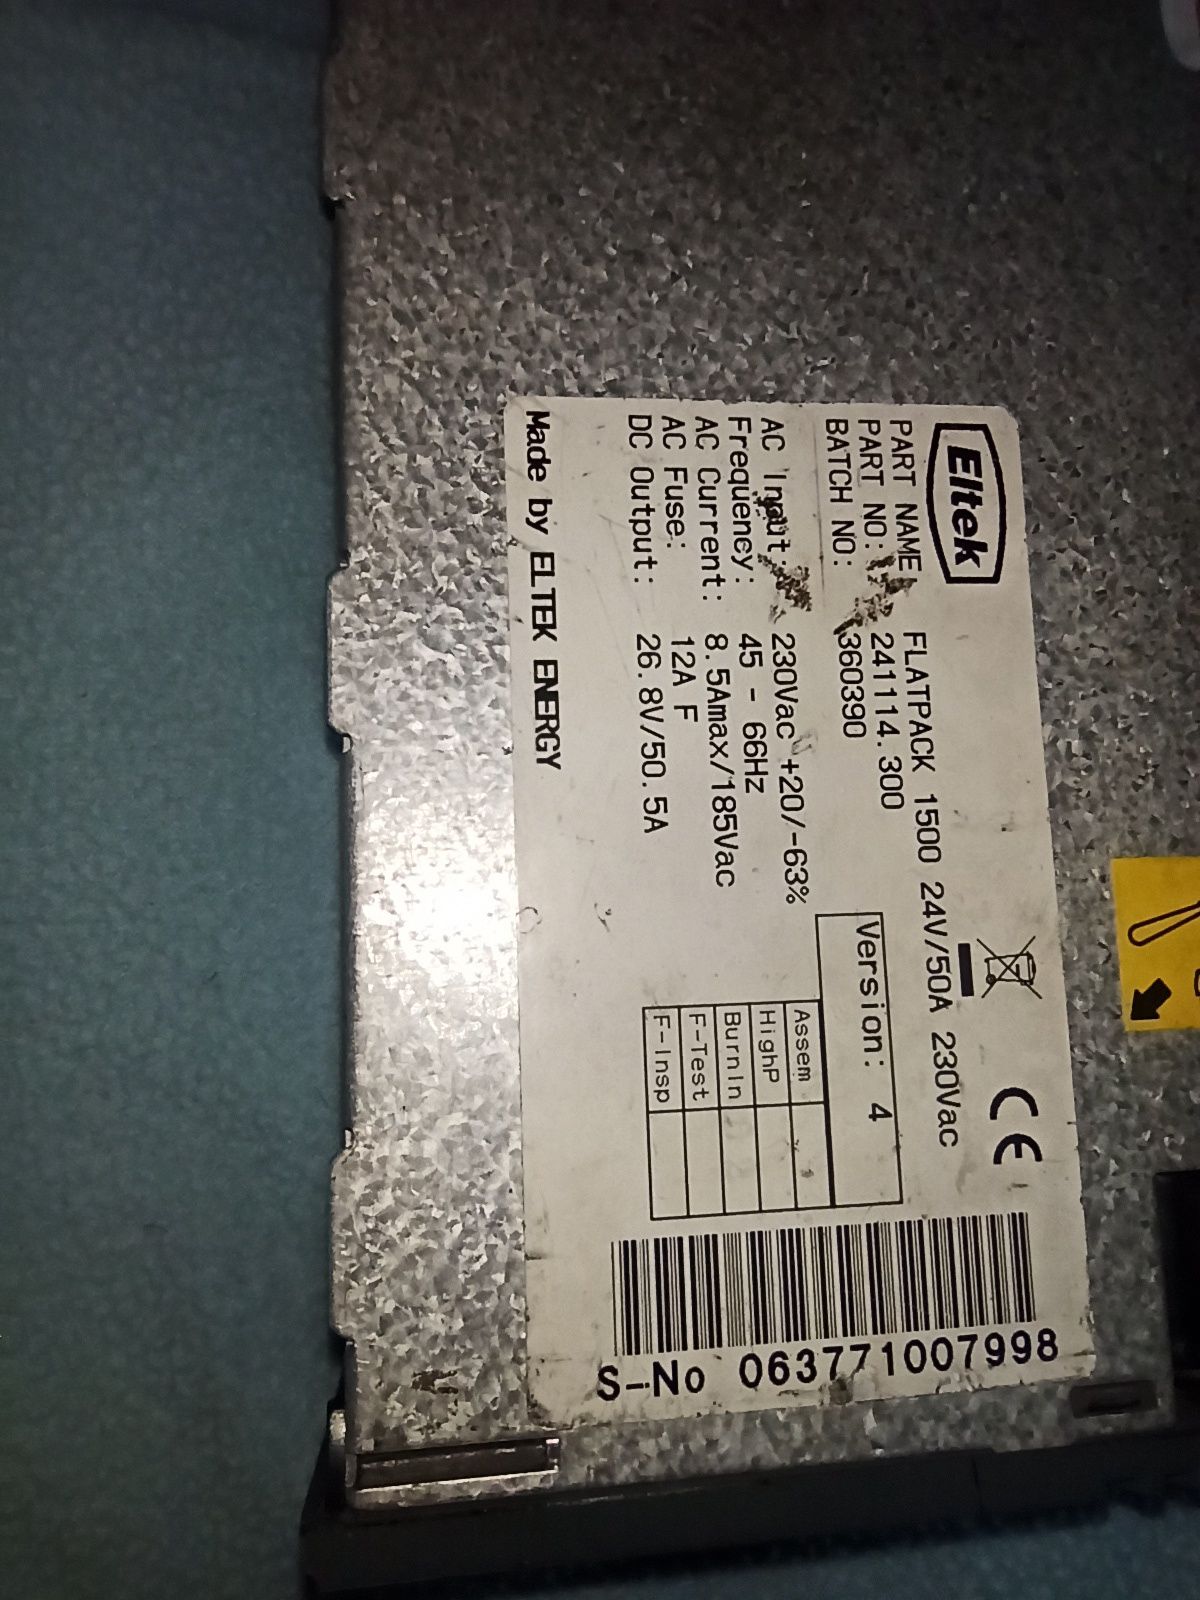 Eltek
PART NAME FLATPACK 1500 24V/50A 230Vac
PART NO: 241114.300
BATCH NO: 360390
Version: 4
AC Input: 230Vac +20/-63%
Frequency: 45 - 66Hz
AC Current: 8.5Amax/185Vac
AC Fuse: 12A F
DC Output: 26.8V/50.5A
Assem
HighP
BurnIn
F-Test
F-Insp
Made by ELTEK ENERGY
CE
S-No 063771007998